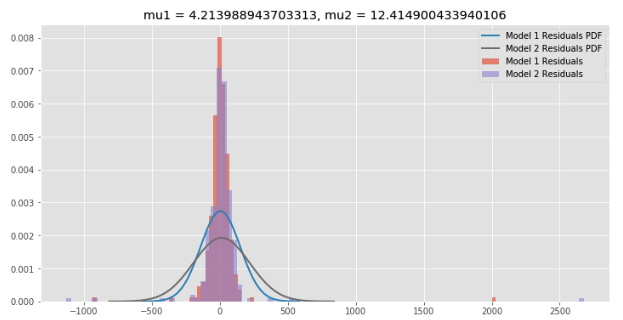 mu1 = 4.213988943703313, mu2 = 12.414900433940106
Model 1 Residuals PDF
Model 2 Residuals PDF
Model 1 Residuals
Model 2 Residuals
0.008
0.007
0.006
0.005
0.004
0.003
0.002
0.001
0.000
−1000 −500 0 500 1000 1500 2000 2500